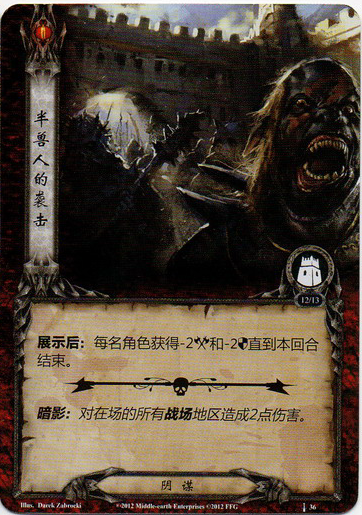 半兽人的袭击
12/13
展示后：每名角色获得-2和-2直到本回合
结束。
暗影：对在场的所有战场地区造成2点伤害。
阴谋
Illus. Darek Zabrocki ©2012 Middle-earth Enterprises ©2012 FFG 36